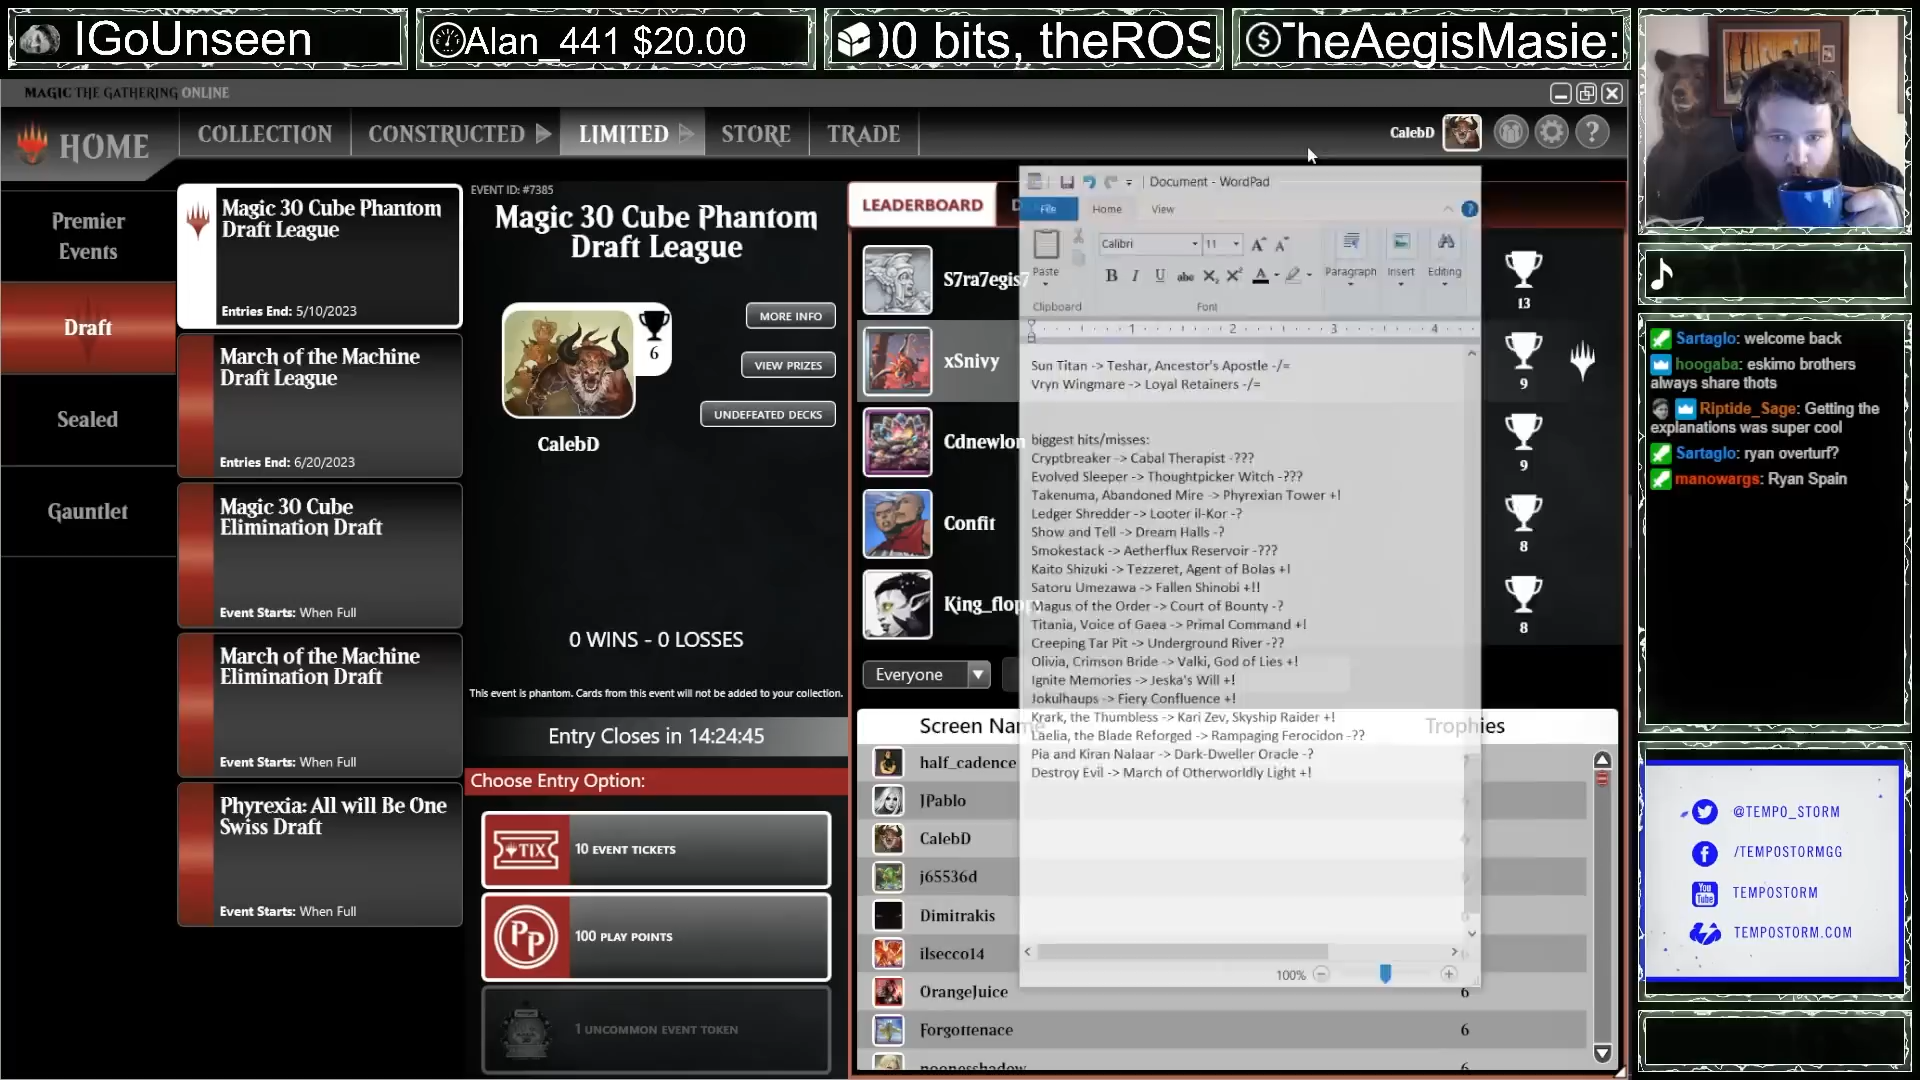 IGoUnseen
Alan_441 $20.00
0 bits, theROS
TheAegisMasie:
MAGIC THE GATHERING ONLINE
HOME
COLLECTION
CONSTRUCTED
LIMITED
STORE
TRADE
CalebD
?
Premier
Events
Draft
Sealed
Gauntlet
Magic 30 Cube Phantom
Draft League
Entries End: 5/10/2023
March of the Machine
Draft League
Entries End: 6/20/2023
Magic 30 Cube
Elimination Draft
Event Starts: When Full
March of the Machine
Elimination Draft
Event Starts: When Full
Phyrexia: All will Be One
Swiss Draft
Event Starts: When Full
EVENT ID: #7385
Magic 30 Cube Phantom
Draft League
6
CalebD
MORE INFO
VIEW PRIZES
UNDEFEATED DECKS
0 WINS - 0 LOSSES
This event is phantom. Cards from this event will not be added to your collection.
Entry Closes in 14:24:45
Choose Entry Option:
TIX
10 EVENT TICKETS
PP
100 PLAY POINTS
1 UNCOMMON EVENT TOKEN
LEADERBOARD
S7ra7egis7
13
xSnivy
9
Cdnewlon
9
Confit
8
King_flopp
8
Everyone
Screen Name
Trophies
half_cadence
JPablo
CalebD
j65536d
Dimitrakis
ilsecco14
OrangeJuice
6
Forgottenace
6
noonesshadow
6
Document - WordPad
File
Home
View
Paste
Clipboard
Calibri
11
B I U abc X₂ X² A
Font
Paragraph
Insert
Editing
1 2 3 4
Sun Titan -> Teshar, Ancestor's Apostle -/=
Vryn Wingmare -> Loyal Retainers -/=
biggest hits/misses:
Cryptbreaker -> Cabal Therapist -???
Evolved Sleeper -> Thoughtpicker Witch -???
Takenuma, Abandoned Mire -> Phyrexian Tower +!
Ledger Shredder -> Looter il-Kor -?
Show and Tell -> Dream Halls -?
Smokestack -> Aetherflux Reservoir -???
Kaito Shizuki -> Tezzeret, Agent of Bolas +!
Satoru Umezawa -> Fallen Shinobi +!!
Magus of the Order -> Court of Bounty -?
Titania, Voice of Gaea -> Primal Command +!
Creeping Tar Pit -> Underground River -??
Olivia, Crimson Bride -> Valki, God of Lies +!
Ignite Memories -> Jeska's Will +!
Jokulhaups -> Fiery Confluence +!
Krark, the Thumbless -> Kari Zev, Skyship Raider +!
Laelia, the Blade Reforged -> Rampaging Ferocidon -??
Pia and Kiran Nalaar -> Dark-Dweller Oracle -?
Destroy Evil -> March of Otherworldly Light +!
100%
Sartaglo: welcome back
hoogaba: eskimo brothers
always share thots
Riptide_Sage: Getting the
explanations was super cool
Sartaglo: ryan overturf?
manowargs: Ryan Spain
@TEMPO_STORM
/TEMPOSTORMGG
You
Tube
TEMPOSTORM
TEMPOSTORM.COM